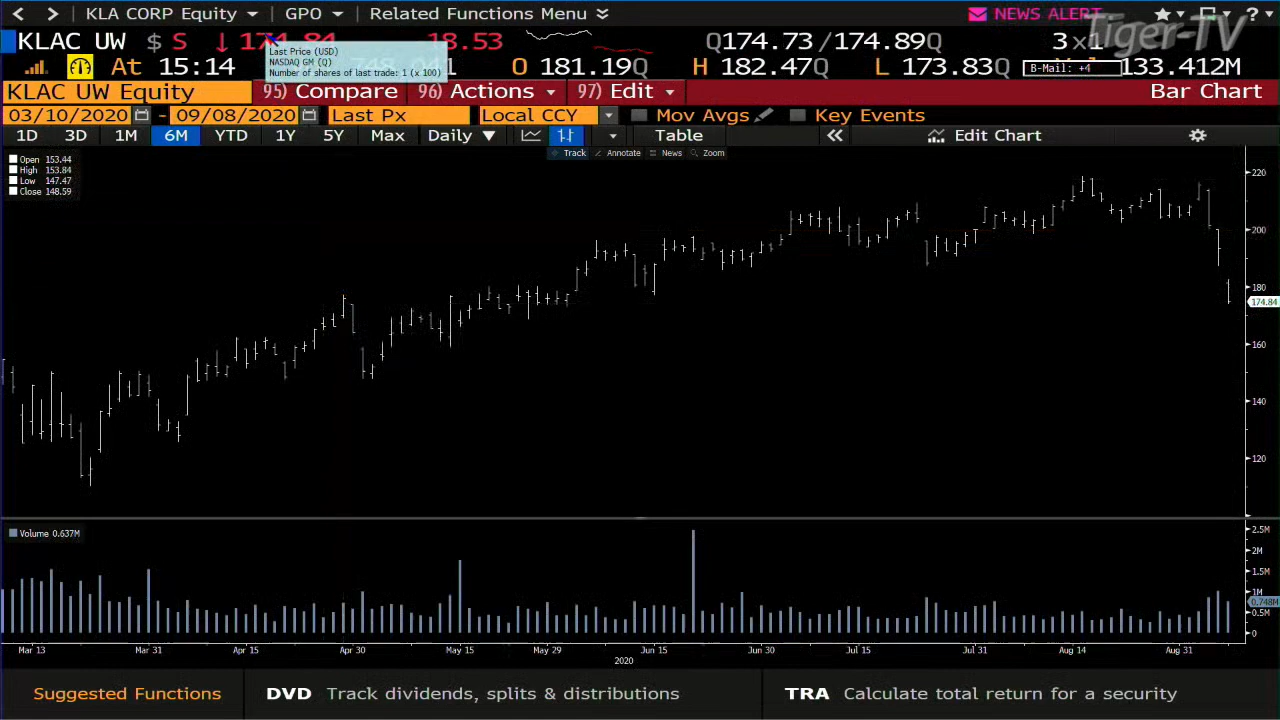 KLA CORP Equity GPO Related Functions Menu NEWS ALERT ?
Tiger-TV
KLAC UW $ S ↓ 174.84 18.53 Q174.73/174.89Q 3x1
Last Price (USD)
NASDAQ GM (Q)
Number of shares of last trade: 1 (x 100)
At 15:14 O 181.19Q H 182.47Q L 173.83Q B-Mail: +4 133.412M
KLAC UW Equity 95) Compare 96) Actions 97) Edit Bar Chart
03/10/2020 - 09/08/2020 Last Px Local CCY Mov Avgs Key Events
1D 3D 1M 6M YTD 1Y 5Y Max Daily ▼ Table « Edit Chart
Track Annotate News Zoom
Open 153.44
High 153.84
Low 147.47
Close 148.59
220
200
180
174.84
160
140
120
Volume 0.637M
2.5M
2M
1.5M
1M
0.748M
0.5M
0
Mar 13 Mar 31 Apr 15 Apr 30 May 15 May 29 Jun 15 Jun 30 Jul 15 Jul 31 Aug 14 Aug 31
2020
Suggested Functions DVD Track dividends, splits & distributions TRA Calculate total return for a security